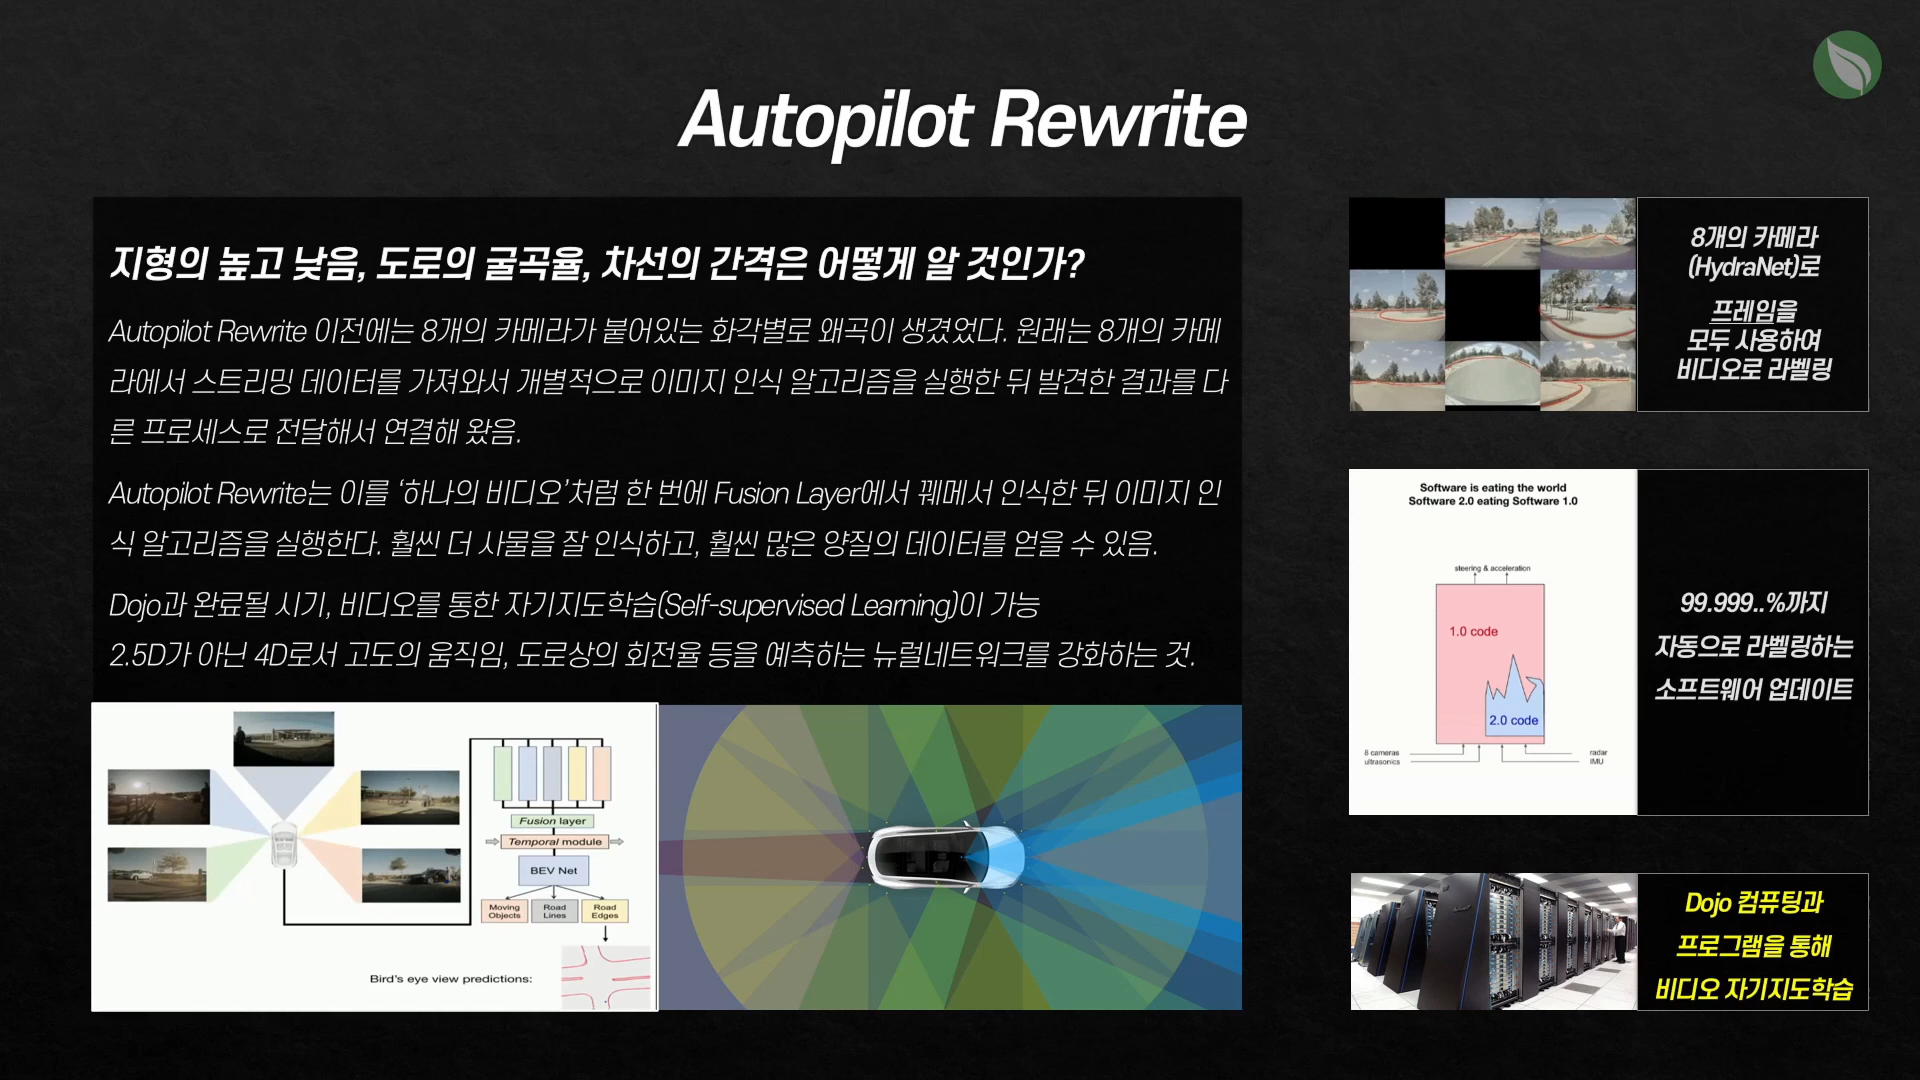 Autopilot Rewrite
지형의 높고 낮음, 도로의 굴곡율, 차선의 간격은 어떻게 알 것인가?
Autopilot Rewrite 이전에는 8개의 카메라가 붙어있는 화각별로 왜곡이 생겼었다. 원래는 8개의 카메
라에서 스트리밍 데이터를 가져와서 개별적으로 이미지 인식 알고리즘을 실행한 뒤 발견한 결과를 다
른 프로세스로 전달해서 연결해 왔음.
Autopilot Rewrite는 이를 ‘하나의 비디오’처럼 한 번에 Fusion Layer에서 꿰메서 인식한 뒤 이미지 인
식 알고리즘을 실행한다. 훨씬 더 사물을 잘 인식하고, 훨씬 많은 양질의 데이터를 얻을 수 있음.
Dojo과 완료될 시기, 비디오를 통한 자기지도학습(Self-supervised Learning)이 가능
2.5D가 아닌 4D로서 고도의 움직임, 도로상의 회전율 등을 예측하는 뉴럴네트워크를 강화하는 것.
Fusion layer
Temporal module
BEV Net
Moving
Objects
Road
Lines
Road
Edges
Bird's eye view predictions:
8개의 카메라
(HydraNet)로
프레임을
모두 사용하여
비디오로 라벨링
Software is eating the world
Software 2.0 eating Software 1.0
steering & acceleration
1.0 code
2.0 code
8 cameras
ultrasonics
radar
IMU
99.999..%까지
자동으로 라벨링하는
소프트웨어 업데이트
Dojo 컴퓨팅과
프로그램을 통해
비디오 자기지도학습